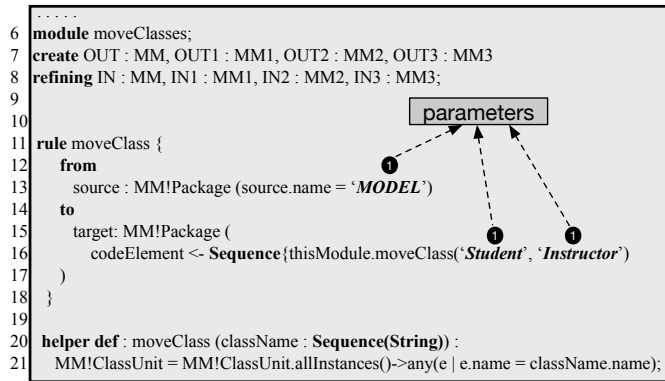 . . . . .
6 module moveClasses;
7 create OUT : MM, OUT1 : MM1, OUT2 : MM2, OUT3 : MM3
8 refining IN : MM, IN1 : MM1, IN2 : MM2, IN3 : MM3;
9
parameters
10
11 rule moveClass {
12 from
1
13 source : MM!Package (source.name = ‘MODEL’)
14 to
15 target: MM!Package (
1 1
16 codeElement <- Sequence{thisModule.moveClass(‘Student’, ‘Instructor’)
17 )
18 }
19
20 helper def : moveClass (className : Sequence(String)) :
21 MM!ClassUnit = MM!ClassUnit.allInstances()->any(e | e.name = className.name);